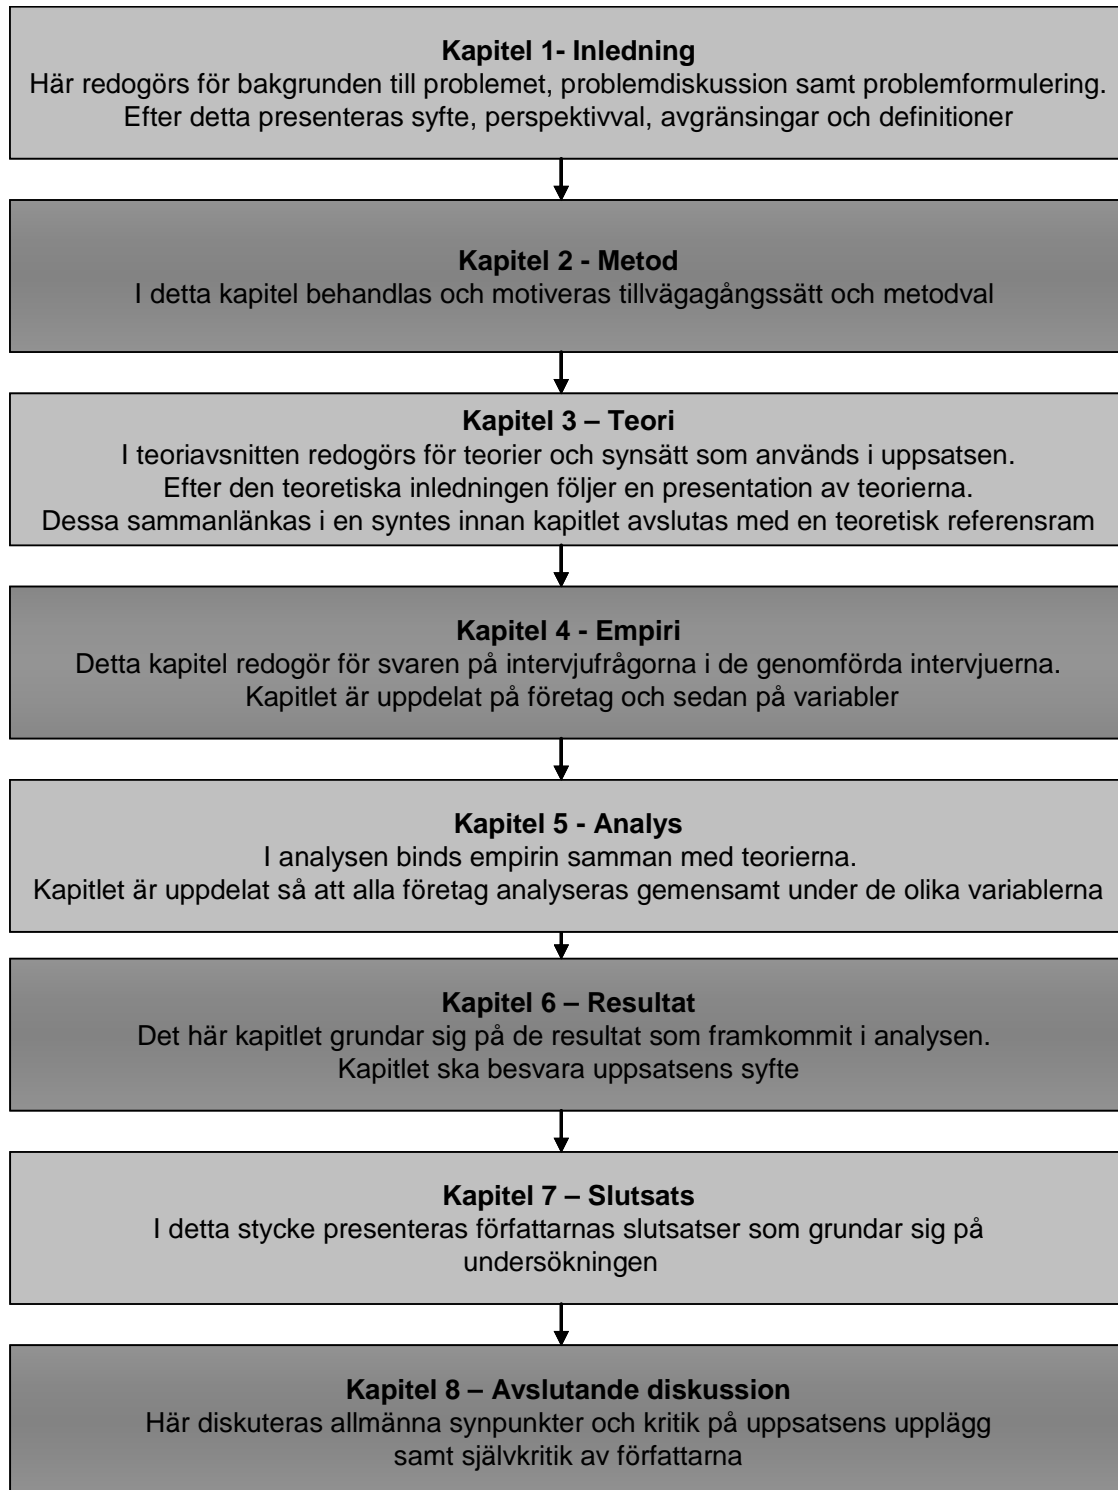 Kapitel 1- Inledning
Här redogörs för bakgrunden till problemet, problemdiskussion samt problemformulering.
Efter detta presenteras syfte, perspektivval, avgränsingar och definitioner
Kapitel 2 - Metod
I detta kapitel behandlas och motiveras tillvägagångssätt och metodval
Kapitel 3 – Teori
I teoriavsnitten redogörs för teorier och synsätt som används i uppsatsen.
Efter den teoretiska inledningen följer en presentation av teorierna.
Dessa sammanlänkas i en syntes innan kapitlet avslutas med en teoretisk referensram
Kapitel 4 - Empiri
Detta kapitel redogör för svaren på intervjufrågorna i de genomförda intervjuerna.
Kapitlet är uppdelat på företag och sedan på variabler
Kapitel 5 - Analys
I analysen binds empirin samman med teorierna.
Kapitlet är uppdelat så att alla företag analyseras gemensamt under de olika variablerna
Kapitel 6 – Resultat
Det här kapitlet grundar sig på de resultat som framkommit i analysen.
Kapitlet ska besvara uppsatsens syfte
Kapitel 7 – Slutsats
I detta stycke presenteras författarnas slutsatser som grundar sig på
undersökningen
Kapitel 8 – Avslutande diskussion
Här diskuteras allmänna synpunkter och kritik på uppsatsens upplägg
samt självkritik av författarna